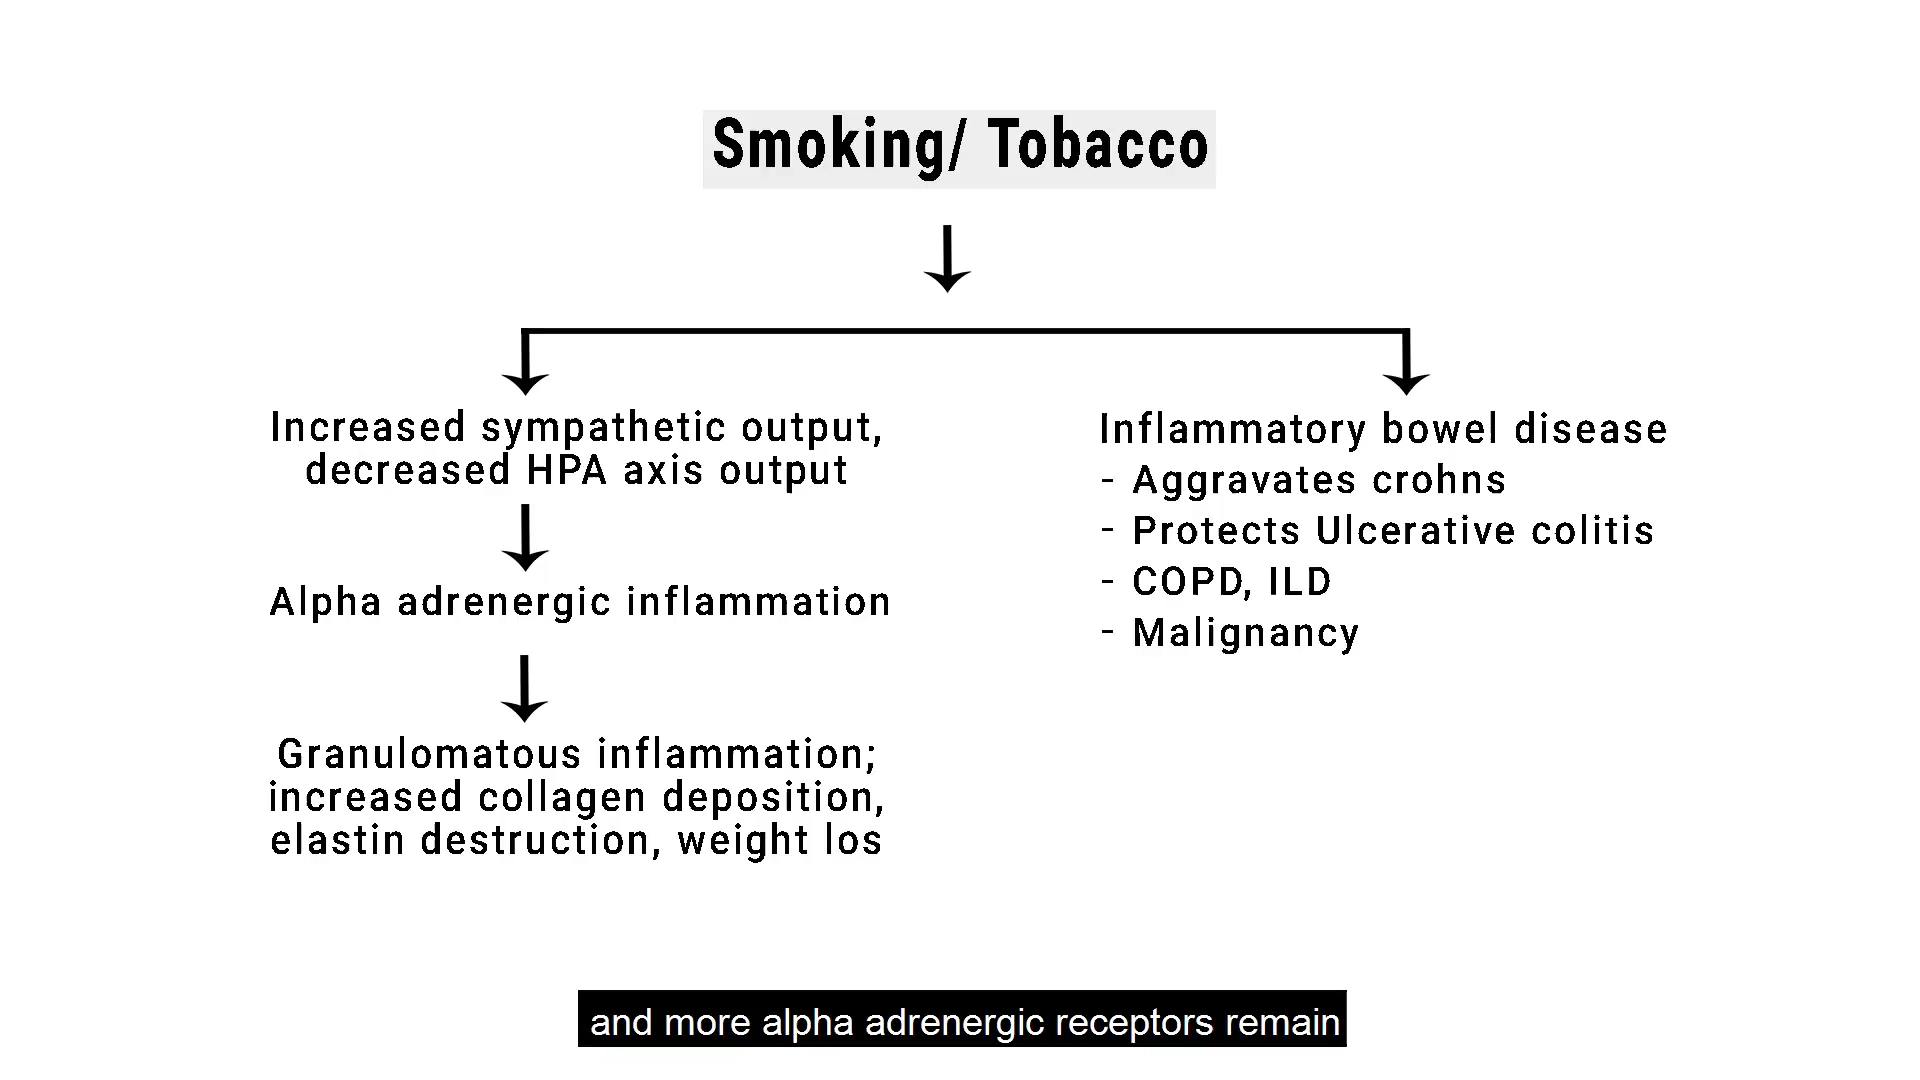 Smoking/ Tobacco
Increased sympathetic output,
decreased HPA axis output
Alpha adrenergic inflammation
Granulomatous inflammation;
increased collagen deposition,
elastin destruction, weight los
Inflammatory bowel disease
- Aggravates crohns
- Protects Ulcerative colitis
- COPD, ILD
- Malignancy
and more alpha adrenergic receptors remain